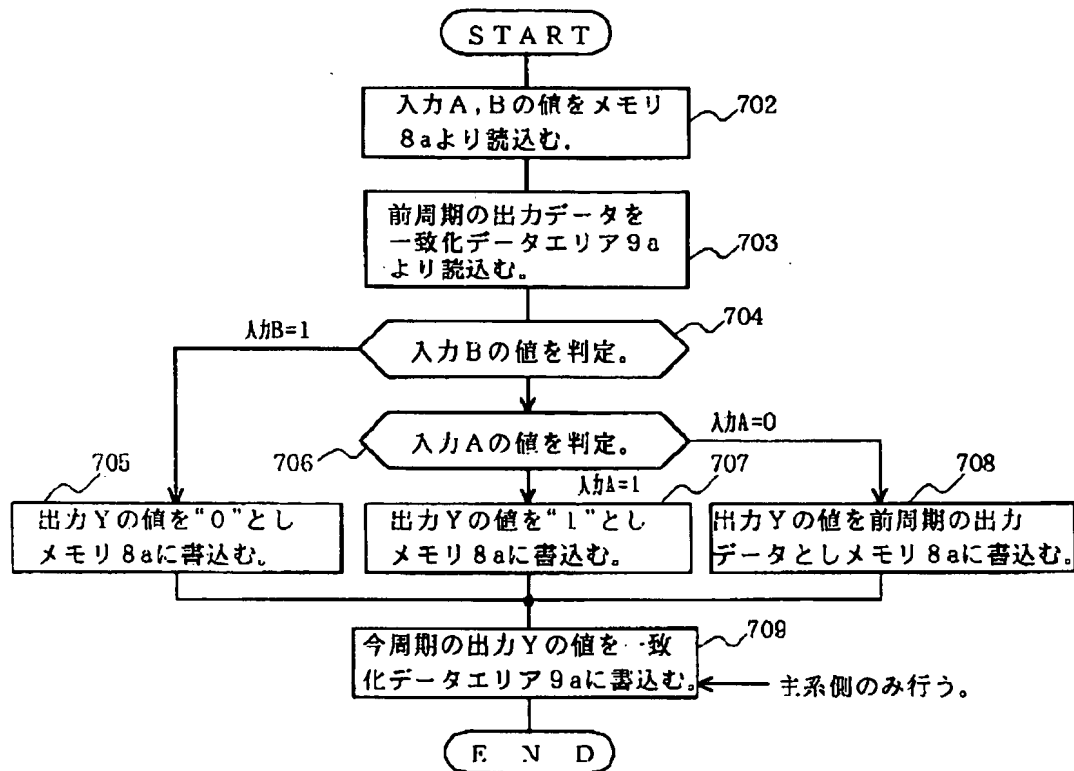 START
702
入力A,Bの値をメモリ
8aより読込む.
前周期の出力データを
一致化データエリア9a
より読込む。
703
704
入力B=1
入力Bの値を判定。
入力Aの値を判定。
入力A=0
706
705
入力A=1
707
708
出力Yの値を“0”とし
メモリ8aに書込む。
出力Yの値を“1”とし
メモリ8aに書込む。
出力Yの値を前周期の出力
データとしメモリ8aに書込む。
709
今周期の出力Yの値を一致
化データエリア9aに書込む。
主系側のみ行う。
END